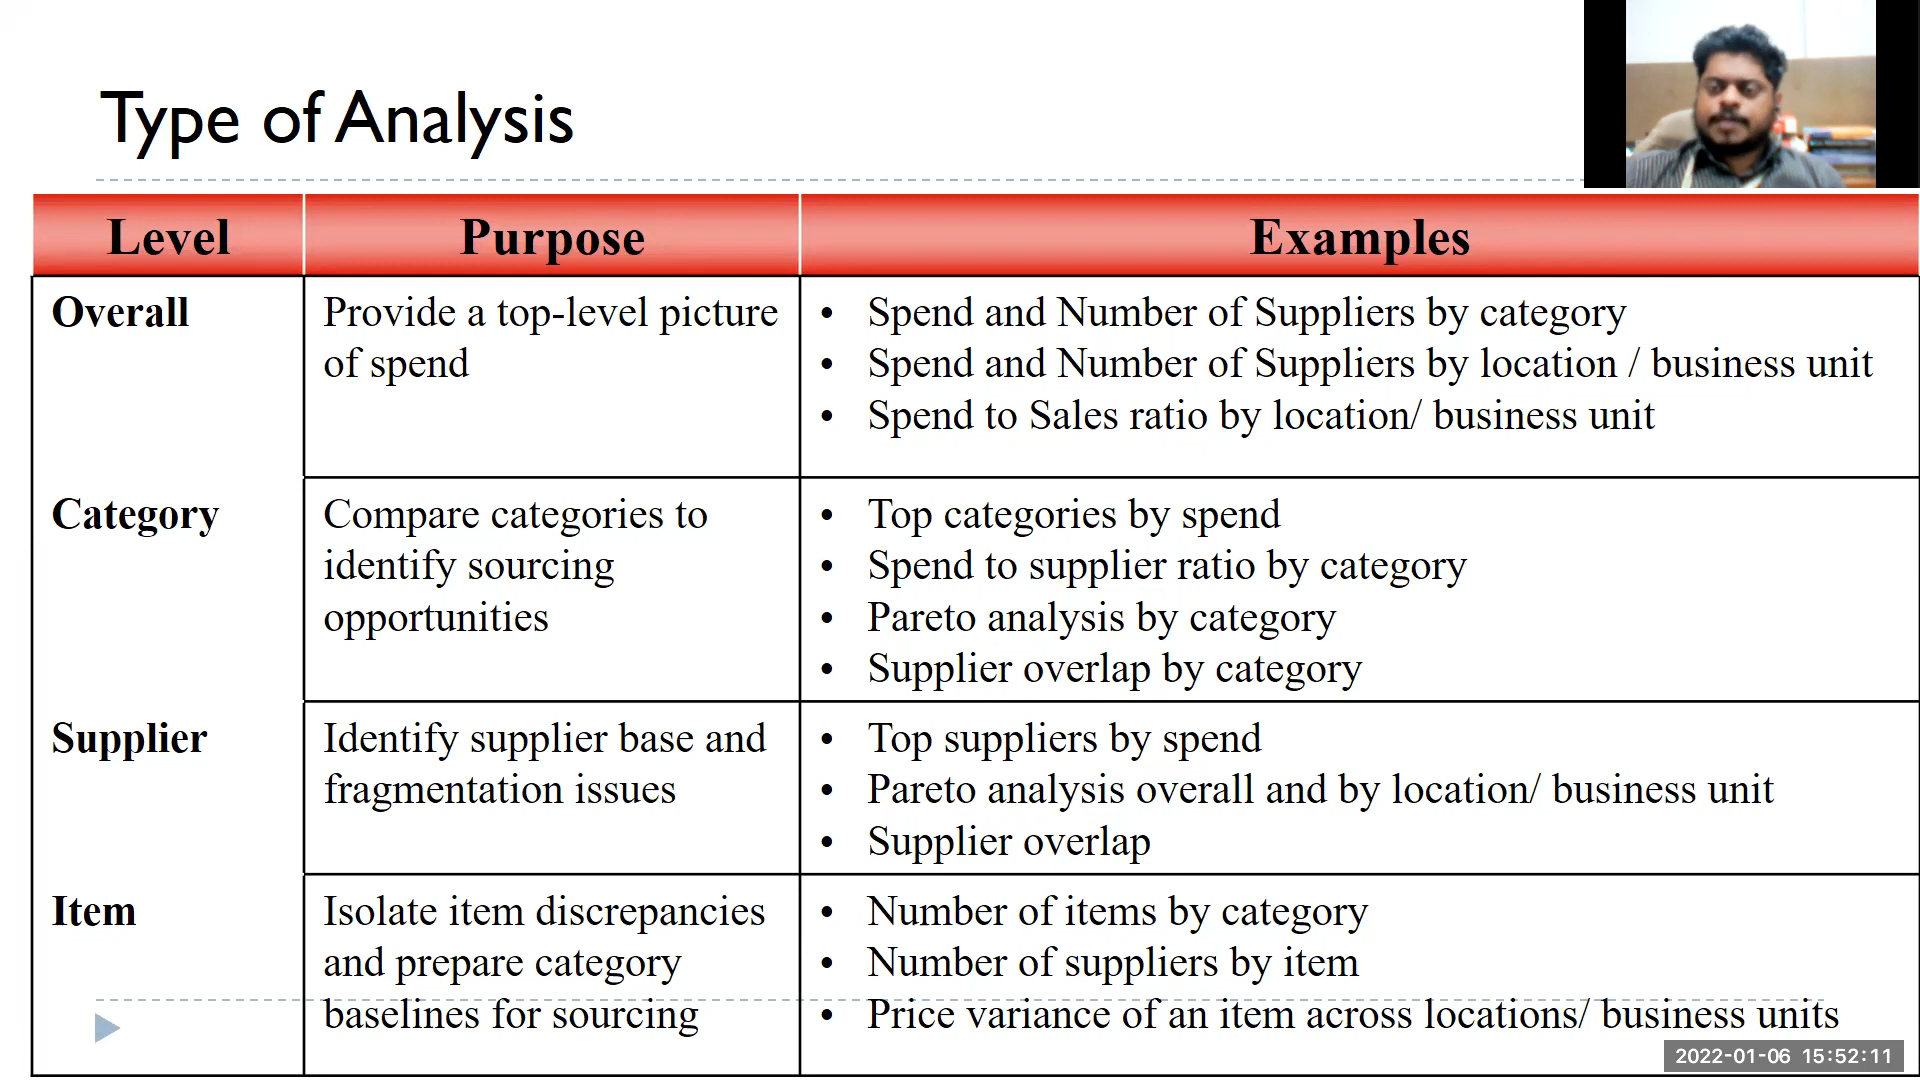 Type of Analysis
Level Purpose Examples
Overall
Provide a top-level picture
of spend
• Spend and Number of Suppliers by category
• Spend and Number of Suppliers by location / business unit
• Spend to Sales ratio by location/ business unit
Category
Compare categories to
identify sourcing
opportunities
• Top categories by spend
• Spend to supplier ratio by category
• Pareto analysis by category
• Supplier overlap by category
Supplier
Identify supplier base and
fragmentation issues
• Top suppliers by spend
• Pareto analysis overall and by location/ business unit
• Supplier overlap
Item
Isolate item discrepancies
and prepare category
baselines for sourcing
• Number of items by category
• Number of suppliers by item
• Price variance of an item across locations/ business units
2022-01-06 15:52:11